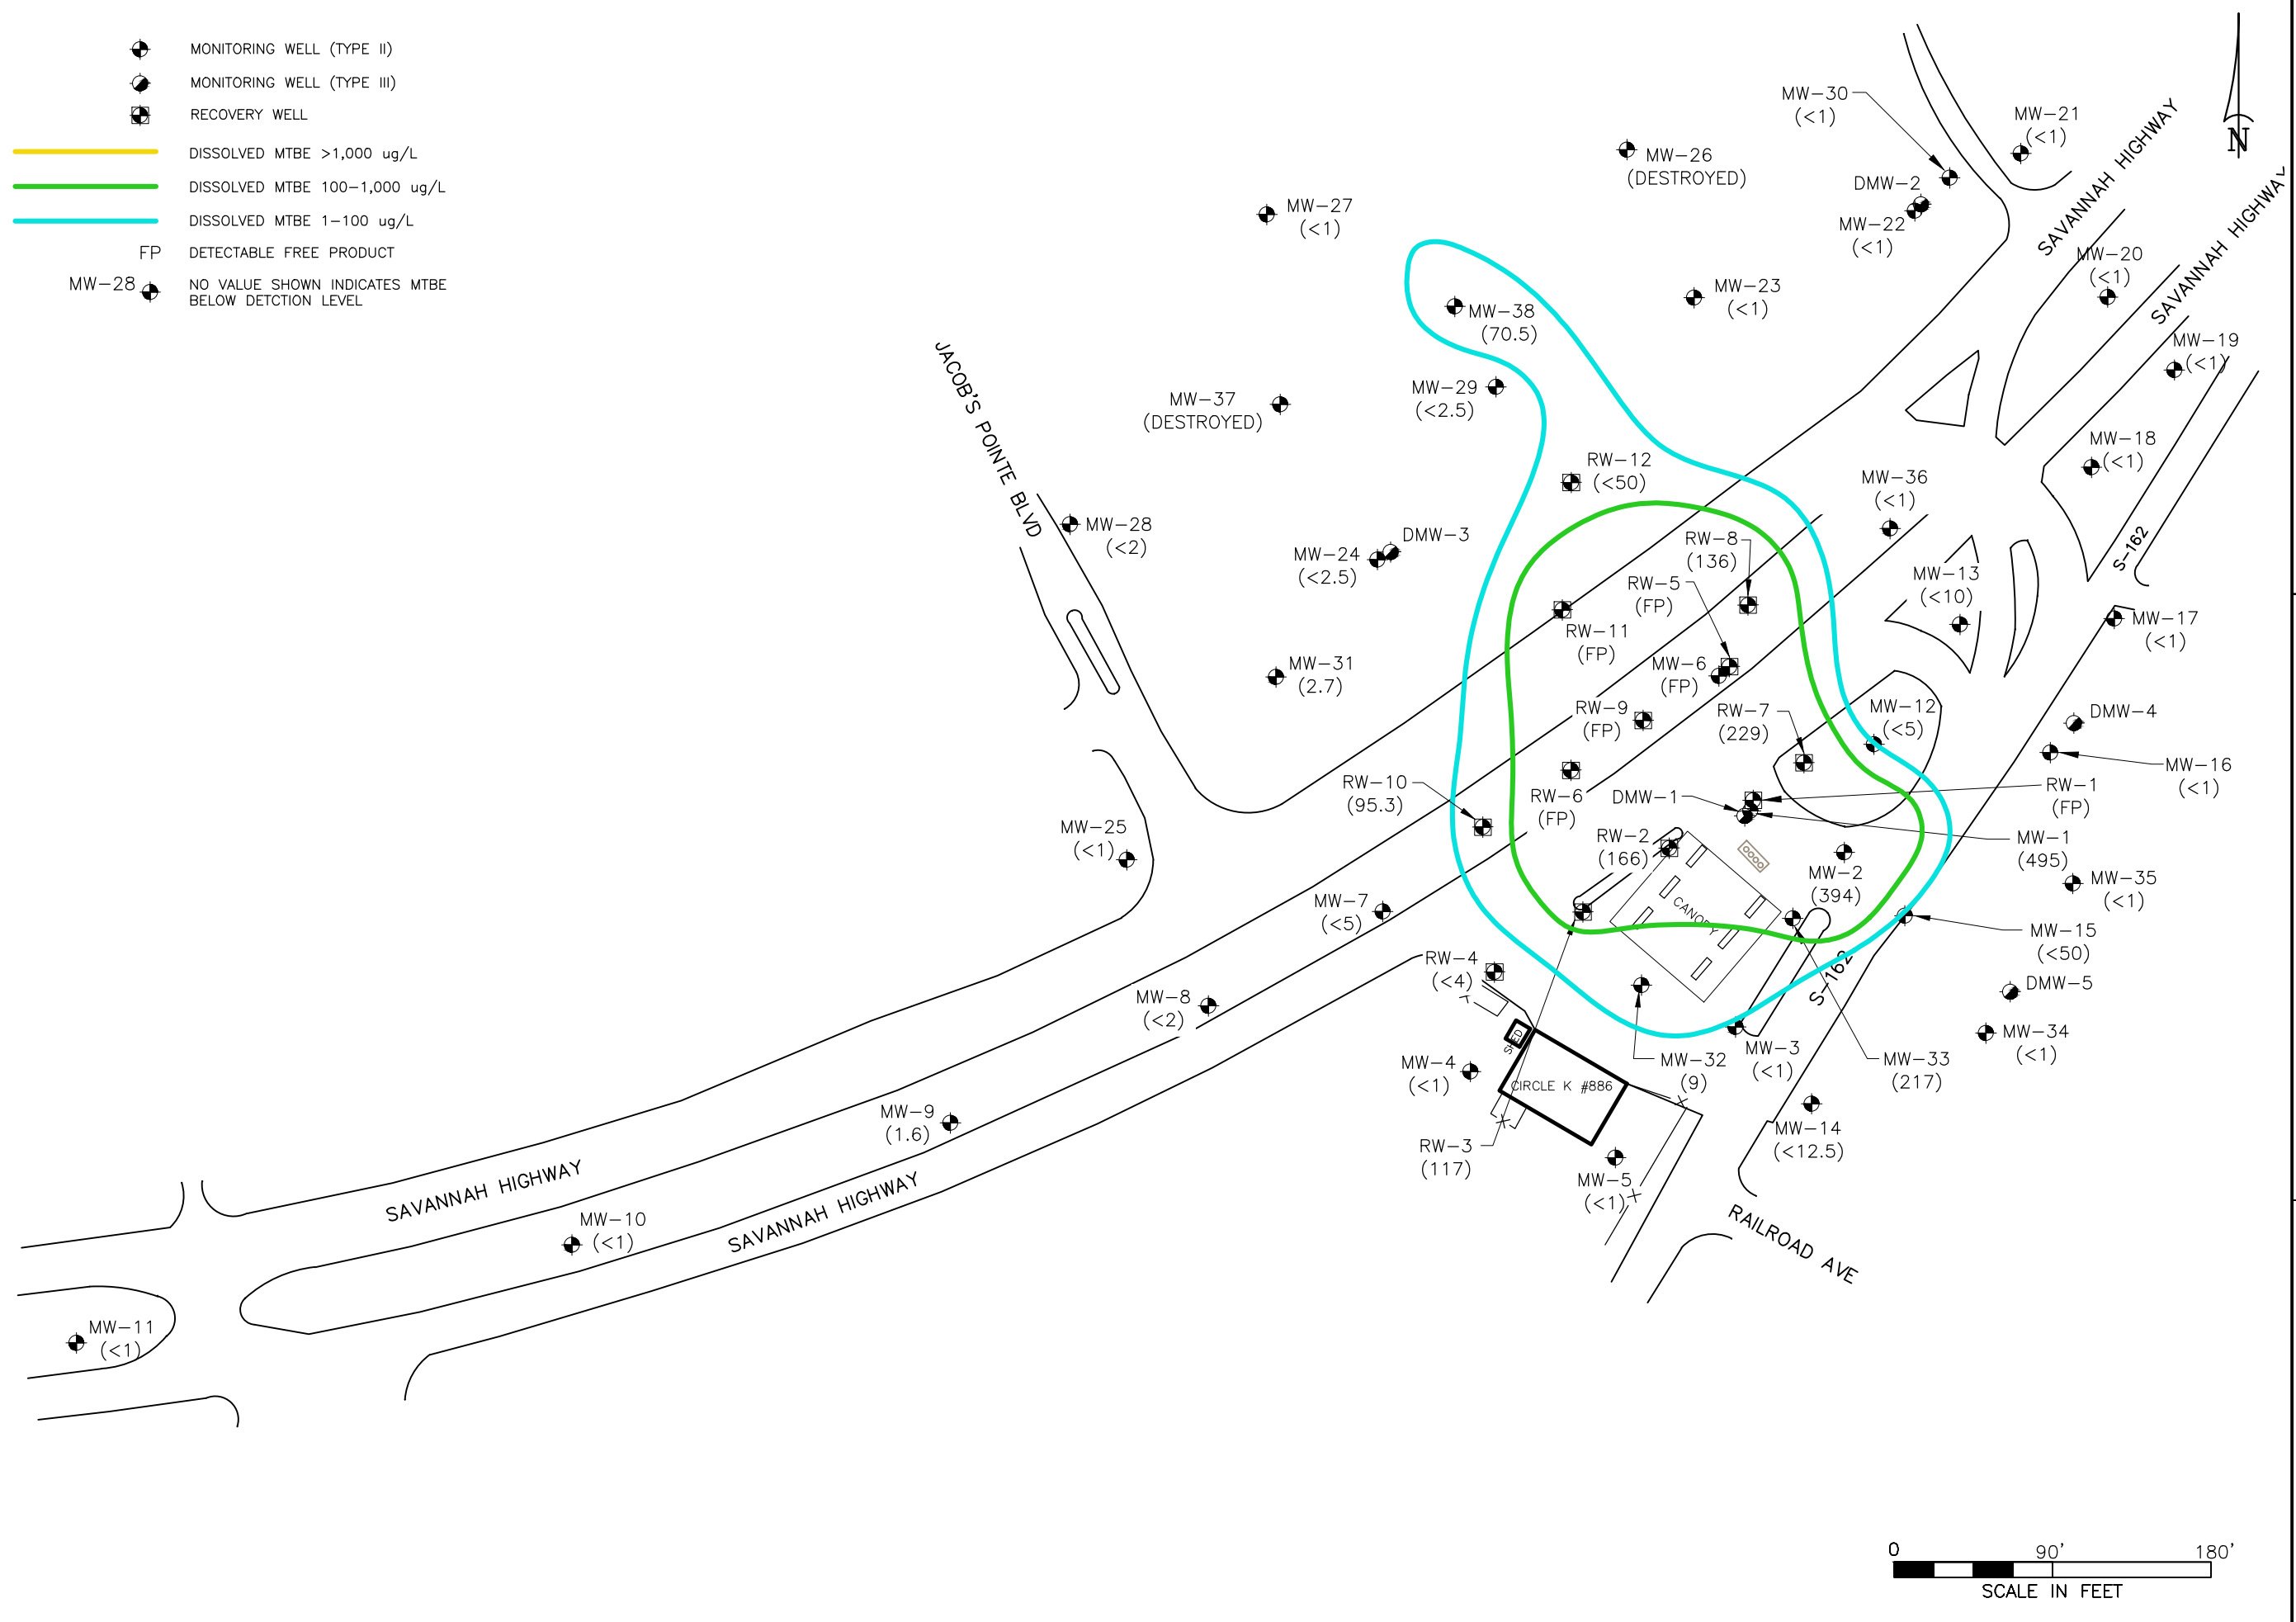 MONITORING WELL (TYPE II)
MONITORING WELL (TYPE III)
RECOVERY WELL
DISSOLVED MTBE >1,000 ug/L
DISSOLVED MTBE 100-1,000 ug/L
DISSOLVED MTBE 1-100 ug/L
FP DETECTABLE FREE PRODUCT
MW-28 NO VALUE SHOWN INDICATES MTBE
BELOW DETCTION LEVEL
MW-30
(<1)
MW-21
(<1)
N
SAVANNAH HIGHWAY
SAVANNAH HIGHWAY
MW-26
(DESTROYED)
DMW-2
MW-22
(<1)
MW-27
(<1)
MW-20
(<1)
MW-23
(<1)
MW-38
(70.5)
MW-19
(<1)
MW-29
(<2.5)
MW-37
(DESTROYED)
JACOB'S POINTE BLVD
MW-18
(<1)
RW-12
(<50)
MW-36
(<1)
MW-28
(<2)
DMW-3
MW-24
(<2.5)
RW-8
(136)
S-162
RW-5
(FP)
MW-13
(<10)
MW-17
(<1)
RW-11
(FP)
MW-31
(2.7)
MW-6
(FP)
RW-9
(FP)
RW-7
(229)
MW-12
(<5)
DMW-4
MW-16
(<1)
RW-10
(95.3)
RW-6
(FP)
DMW-1
RW-1
(FP)
MW-25
(<1)
RW-2
(166)
MW-1
(495)
MW-2
(394)
MW-35
(<1)
MW-7
(<5)
CANOPY
MW-15
(<50)
RW-4
(<4)
S-162
DMW-5
MW-8
(<2)
SHED
MW-34
(<1)
MW-3
(<1)
MW-32
(9)
MW-33
(217)
MW-4
(<1)
CIRCLE K #886
MW-9
(1.6)
MW-14
(<12.5)
RW-3
(117)
MW-5
(<1)
SAVANNAH HIGHWAY
SAVANNAH HIGHWAY
RAILROAD AVE
MW-10
(<1)
MW-11
(<1)
0 90' 180'
SCALE IN FEET